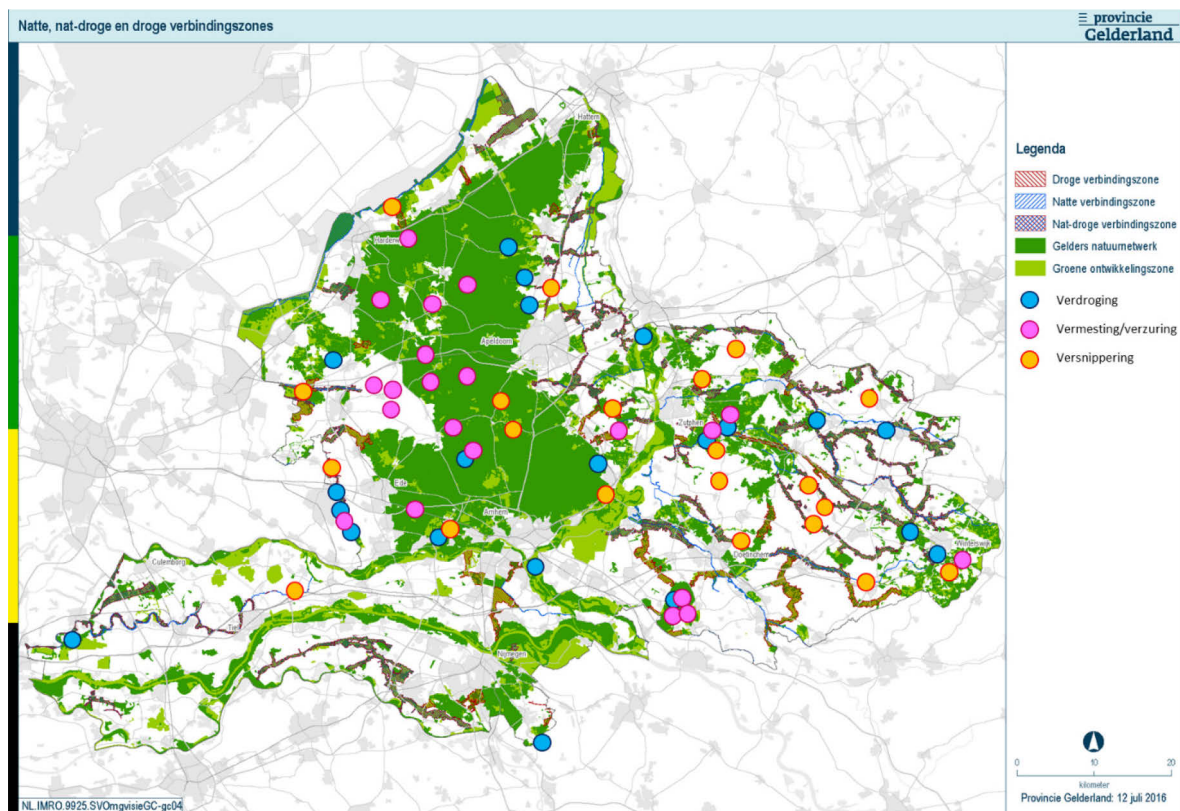 Natte, nat-droge en droge verbindingszones
provincie
Gelderland
Hattem
Harderwijk
Apeldoorn
Zutphen
Ede
Arnhem
Doetinchem
Winterswijk
Culemborg
Tiel
Nijmegen
Legenda
Droge verbindingszone
Natte verbindingszone
Nat-droge verbindingszone
Gelders natuurnetwerk
Groene ontwikkelingszone
Verdroging
Vermesting/verzuring
Versnippering
0 10 20
kilometer
Provincie Gelderland: 12 juli 2016
NL.IMRO.9925.SVOmgvisieGC-gc04